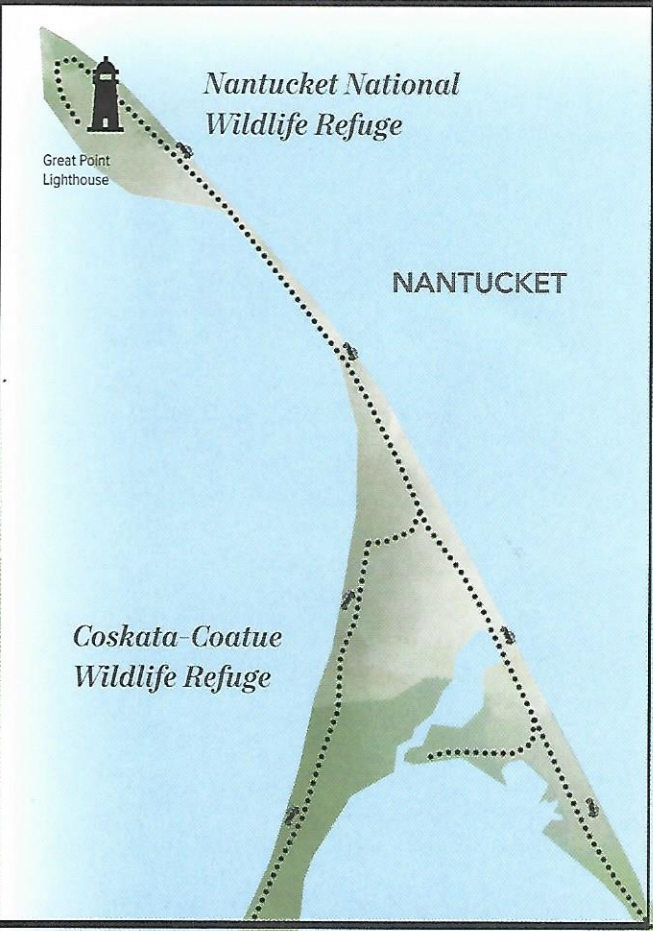 Nantucket National
Wildlife Refuge
Great Point
Lighthouse
NANTUCKET
Coskata-Coatue
Wildlife Refuge